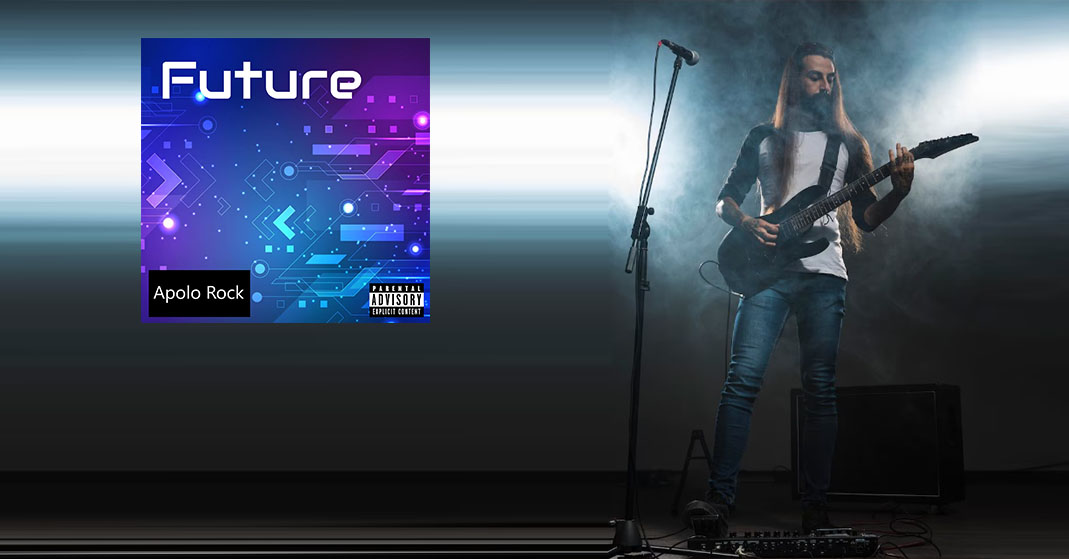 Future
Apolo Rock
PARENTAL
ADVISORY
EXPLICIT CONTENT